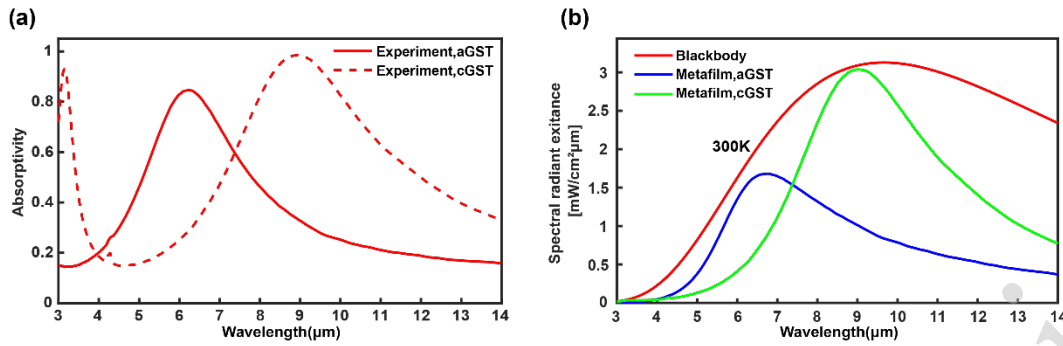 (a)
(b)
Experiment,aGST
Experiment,cGST
Absorptivity
1
0.8
0.6
0.4
0.2
0
3 4 5 6 7 8 9 10 11 12 13 14
Wavelength(μm)
Blackbody
Metafilm,aGST
Metafilm,cGST
300K
Spectral radiant exitance
[mW/cm²μm]
3
2.5
2
1.5
1
0.5
0
3 4 5 6 7 8 9 10 11 12 13 14
Wavelength(μm)